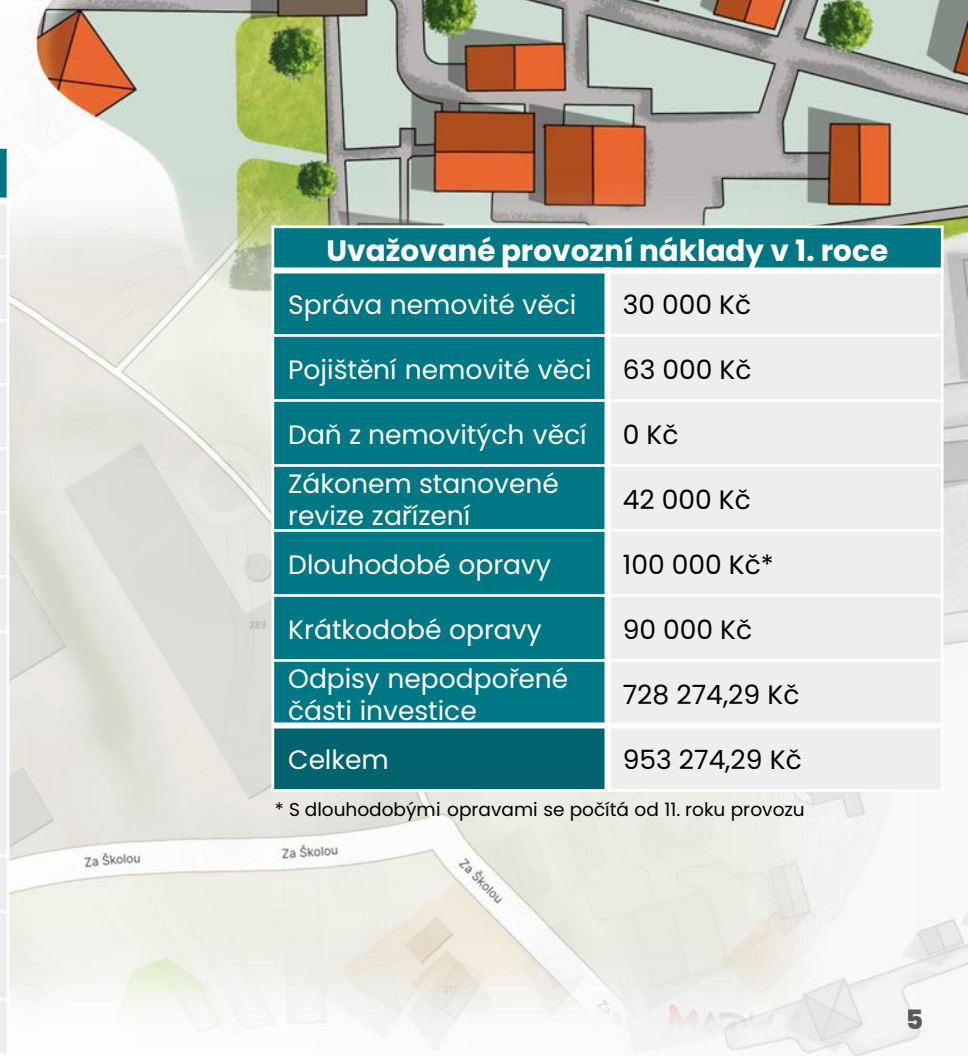 Uvažované provozní náklady v 1. roce
Správa nemovité věci 30 000 Kč
Pojištění nemovité věci 63 000 Kč
Daň z nemovitých věcí 0 Kč
Zákonem stanovené
revize zařízení 42 000 Kč
Dlouhodobé opravy 100 000 Kč*
Krátkodobé opravy 90 000 Kč
Odpisy nepodpořené
části investice 728 274,29 Kč
Celkem 953 274,29 Kč
* S dlouhodobými opravami se počítá od 11. roku provozu
289
Za Školou
Za Školou
Za Školou
311
5